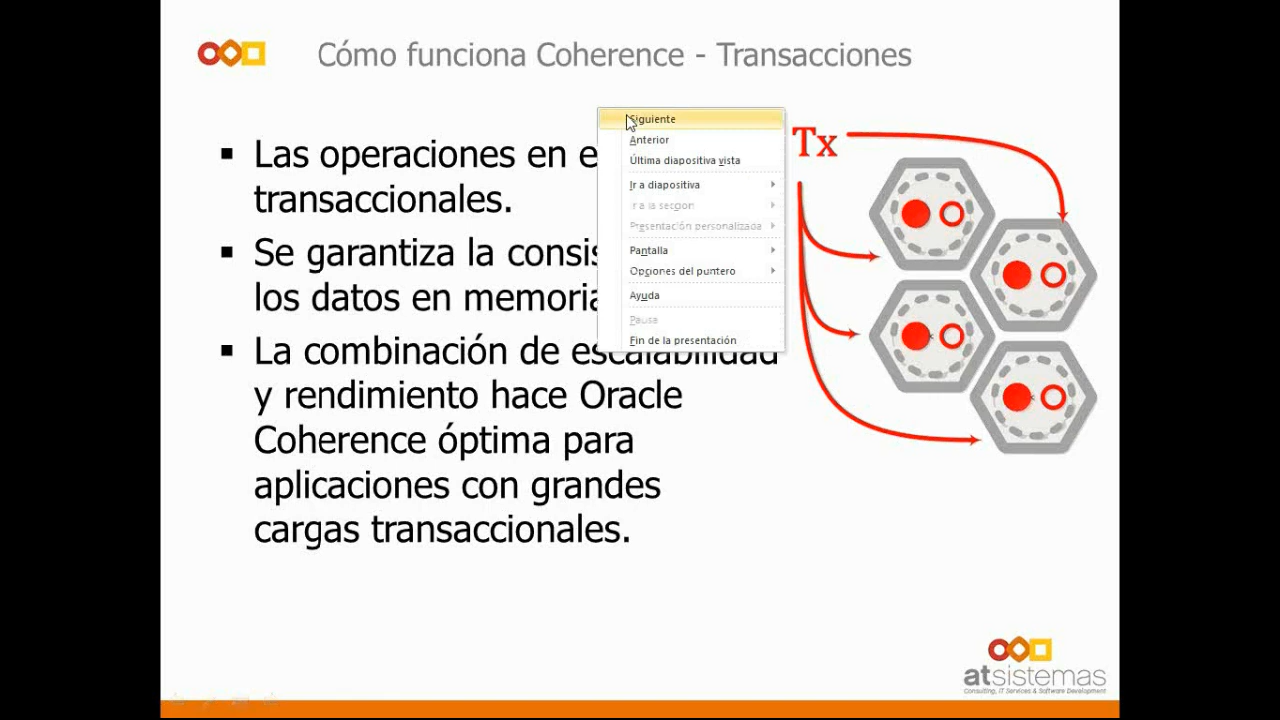 Cómo funciona Coherence - Transacciones
Las operaciones en e
transaccionales.
Se garantiza la consis
los datos en memoria
La combinación de escalabilidad
y rendimiento hace Oracle
Coherence óptima para
aplicaciones con grandes
cargas transaccionales.
Siguiente
Anterior
Última diapositiva vista
Ir a diapositiva
Ir a la sección
Presentación personalizada
Pantalla
Opciones del puntero
Ayuda
Pausa
Fin de la presentación
Tx
atsistemas
Consulting, IT Services & Software Development